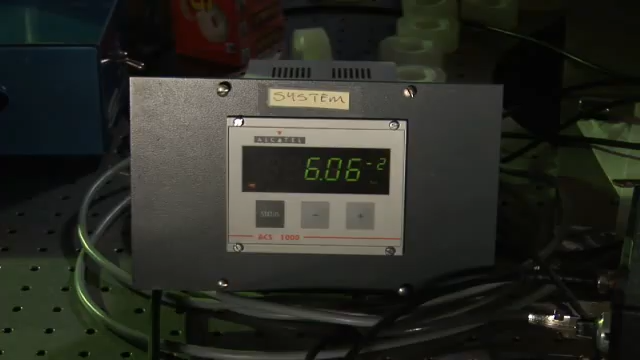 SYSTEM
ALCATEL
6.06 -2
STATUS
- +
ACS 1000